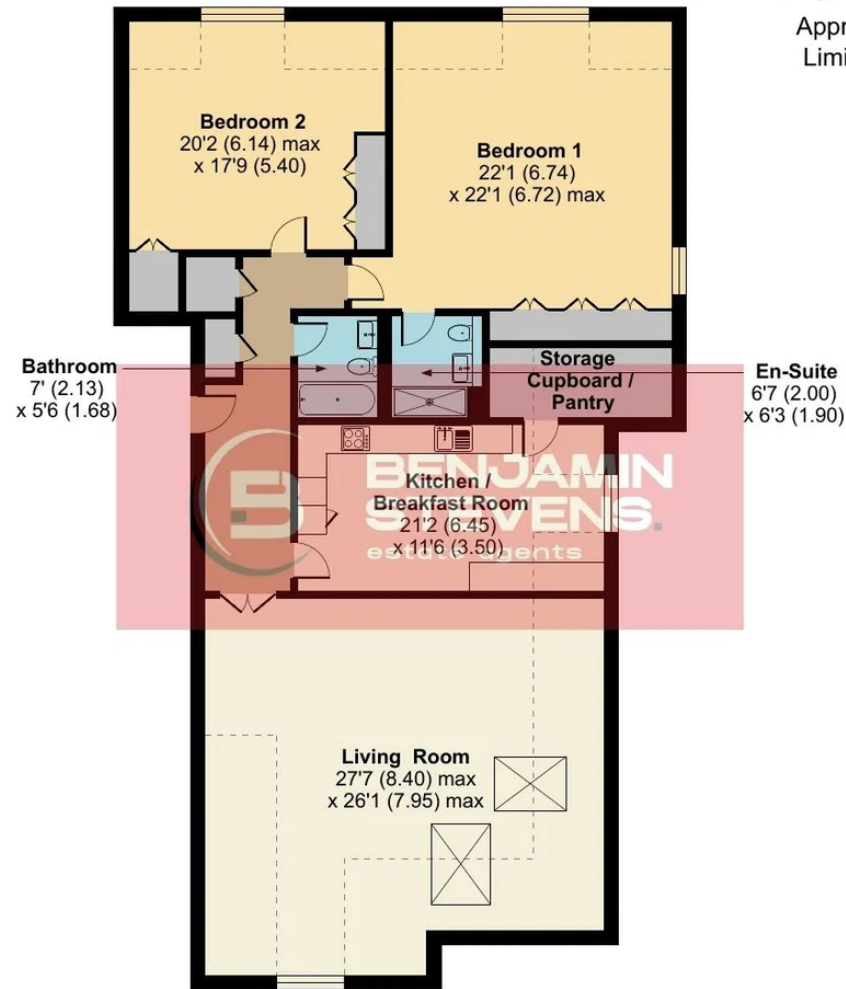 Appr
Limi
Bedroom 2
20'2 (6.14) max
x 17'9 (5.40)
Bedroom 1
22'1 (6.74)
x 22'1 (6.72) max
Bathroom
7' (2.13)
x 5'6 (1.68)
En-Suite
6'7 (2.00)
x 6'3 (1.90)
Storage
Cupboard /
Pantry
Kitchen /
Breakfast Room
21'2 (6.45)
x 11'6 (3.50)
B
BENJAMIN
STEVENS.
estate agents
Living Room
27'7 (8.40) max
x 26'1 (7.95) max